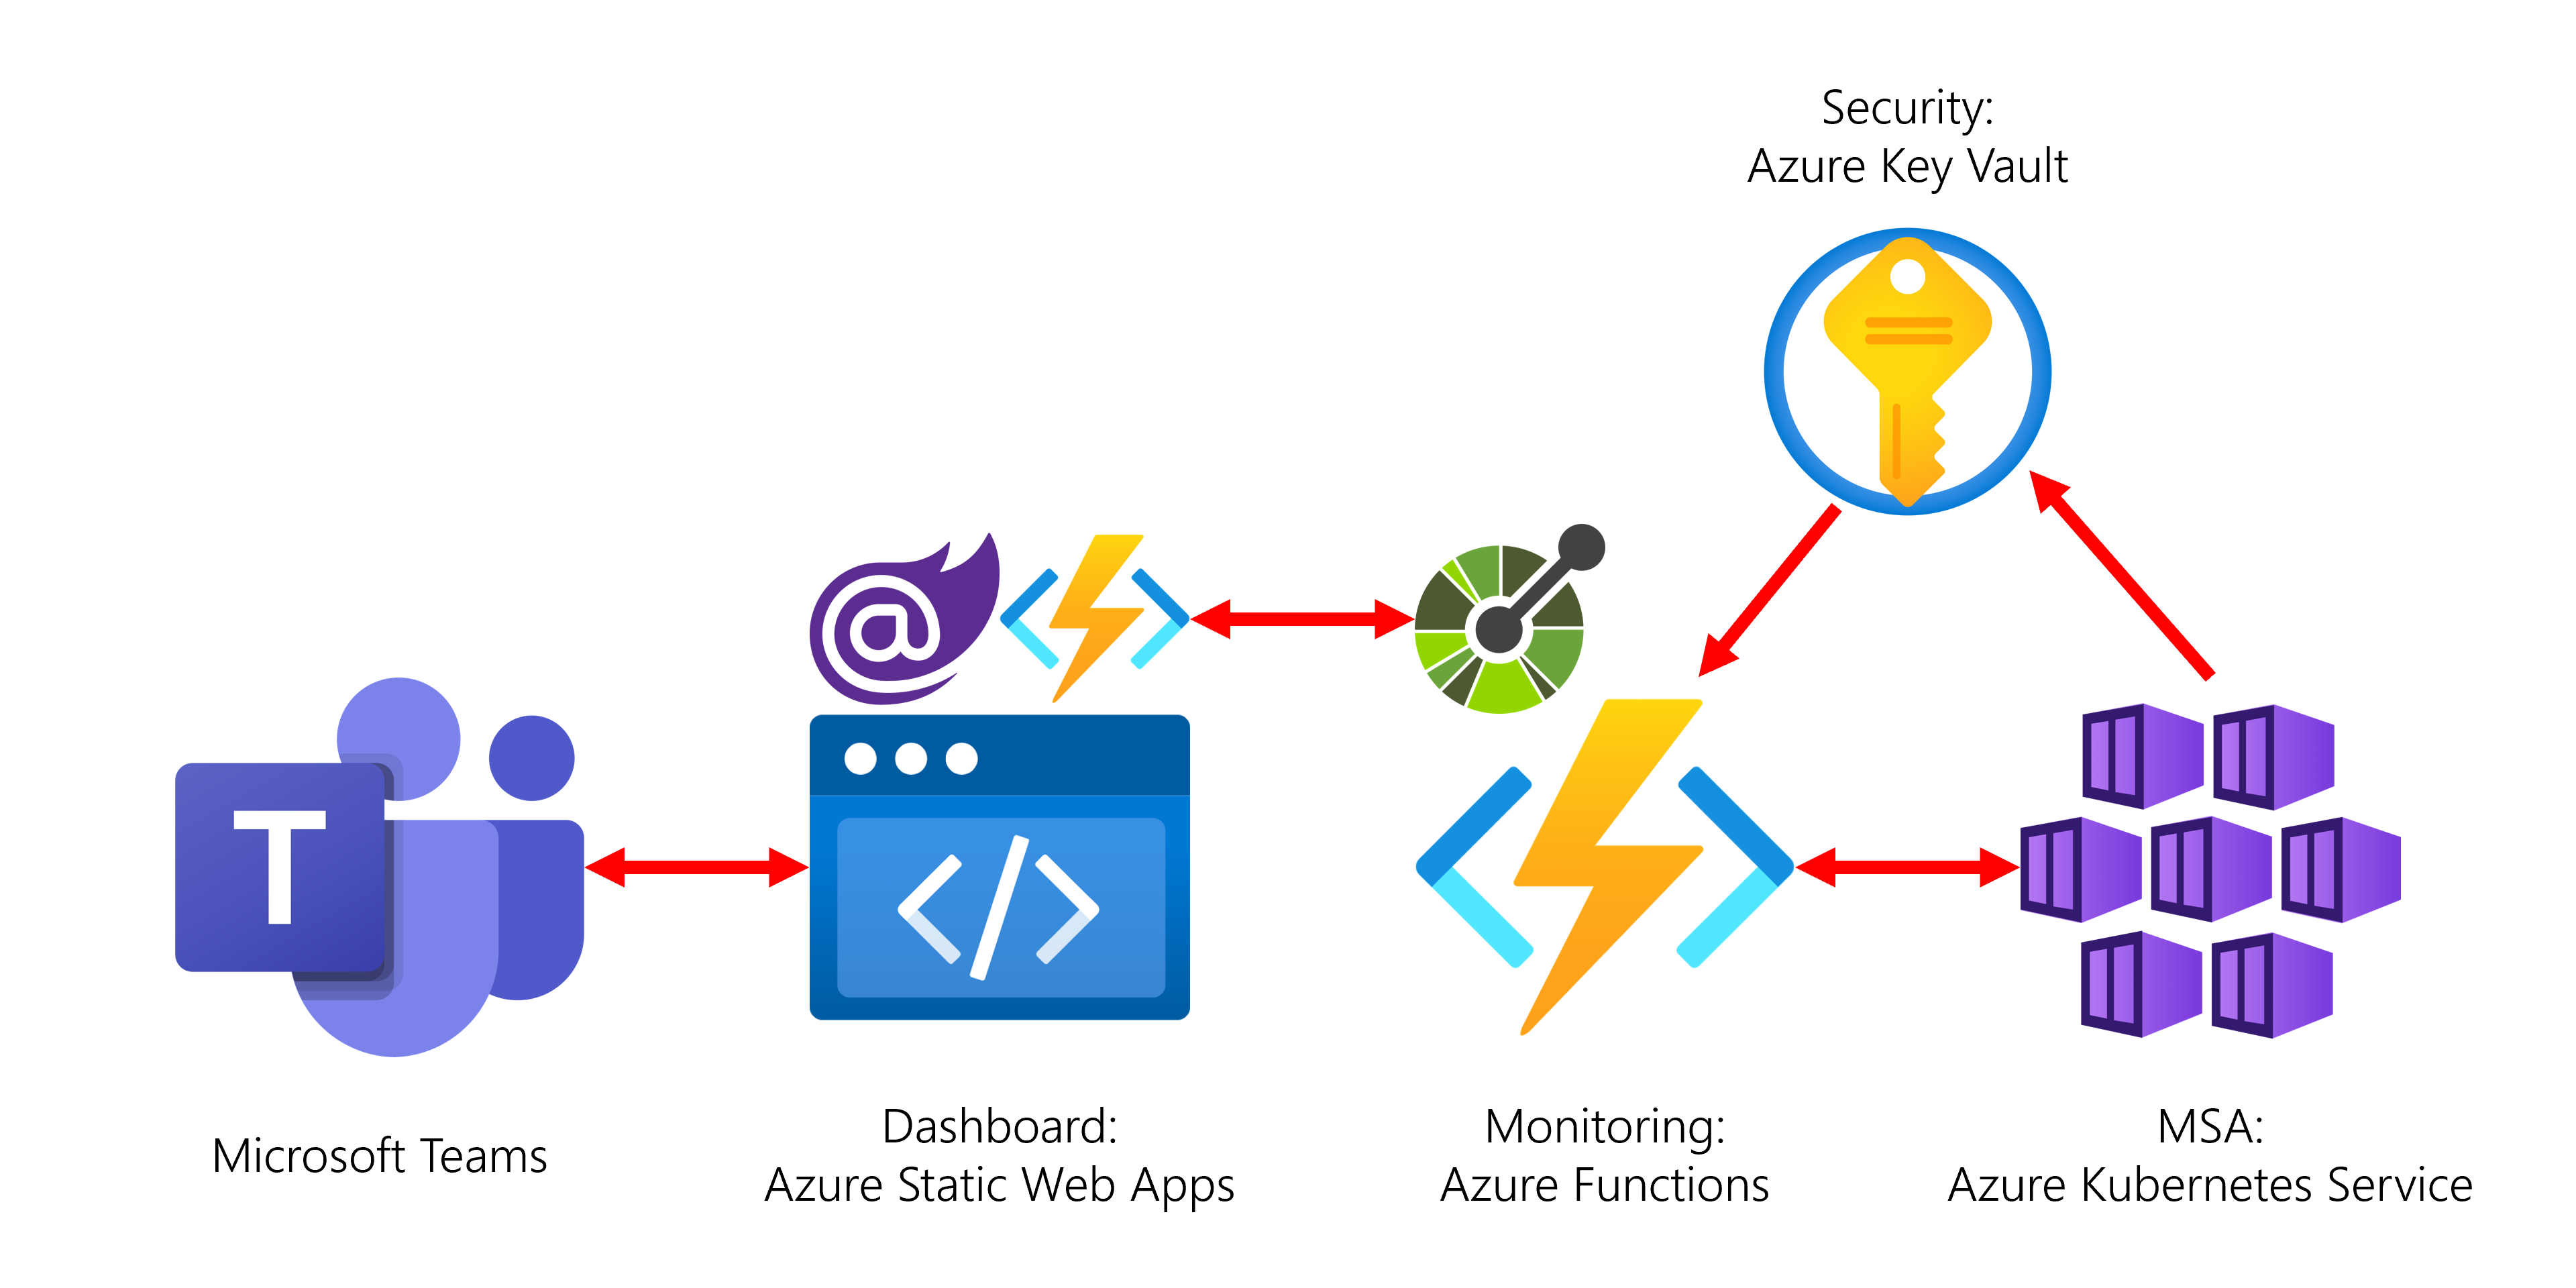 Security:
Azure Key Vault
@
T
</>
Microsoft Teams
Dashboard:
Azure Static Web Apps
Monitoring:
Azure Functions
MSA:
Azure Kubernetes Service